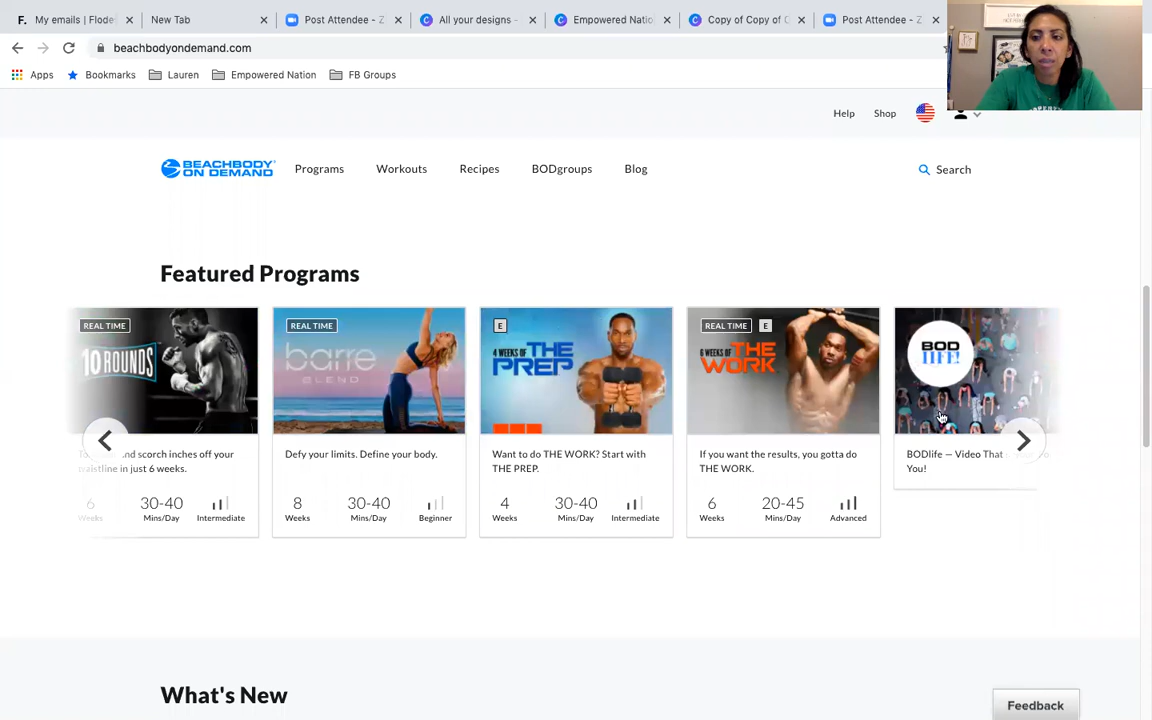 F. My emails | Flodes
New Tab
Post Attendee - Z
All your designs -
Empowered Natio
Copy of Copy of C
Post Attendee - Z
beachbodyondemand.com
Apps
Bookmarks
Lauren
Empowered Nation
FB Groups
Help
Shop
BEACHBODY
ON DEMAND
Programs
Workouts
Recipes
BODgroups
Blog
Search
Featured Programs
REAL TIME
10 ROUNDS
and scorch inches off your
waistline in just 6 weeks.
6
Weeks
30-40
Mins/Day
Intermediate
REAL TIME
barre
BLEND
Defy your limits. Define your body.
8
Weeks
30-40
Mins/Day
Beginner
E
4 WEEKS OF
THE
PREP
Want to do THE WORK? Start with
THE PREP.
4
Weeks
30-40
Mins/Day
Intermediate
REAL TIME E
6 WEEKS OF
THE
WORK
If you want the results, you gotta do
THE WORK.
6
Weeks
20-45
Mins/Day
Advanced
BOD
LIFE!
BODlife — Video That
You!
What's New
Feedback